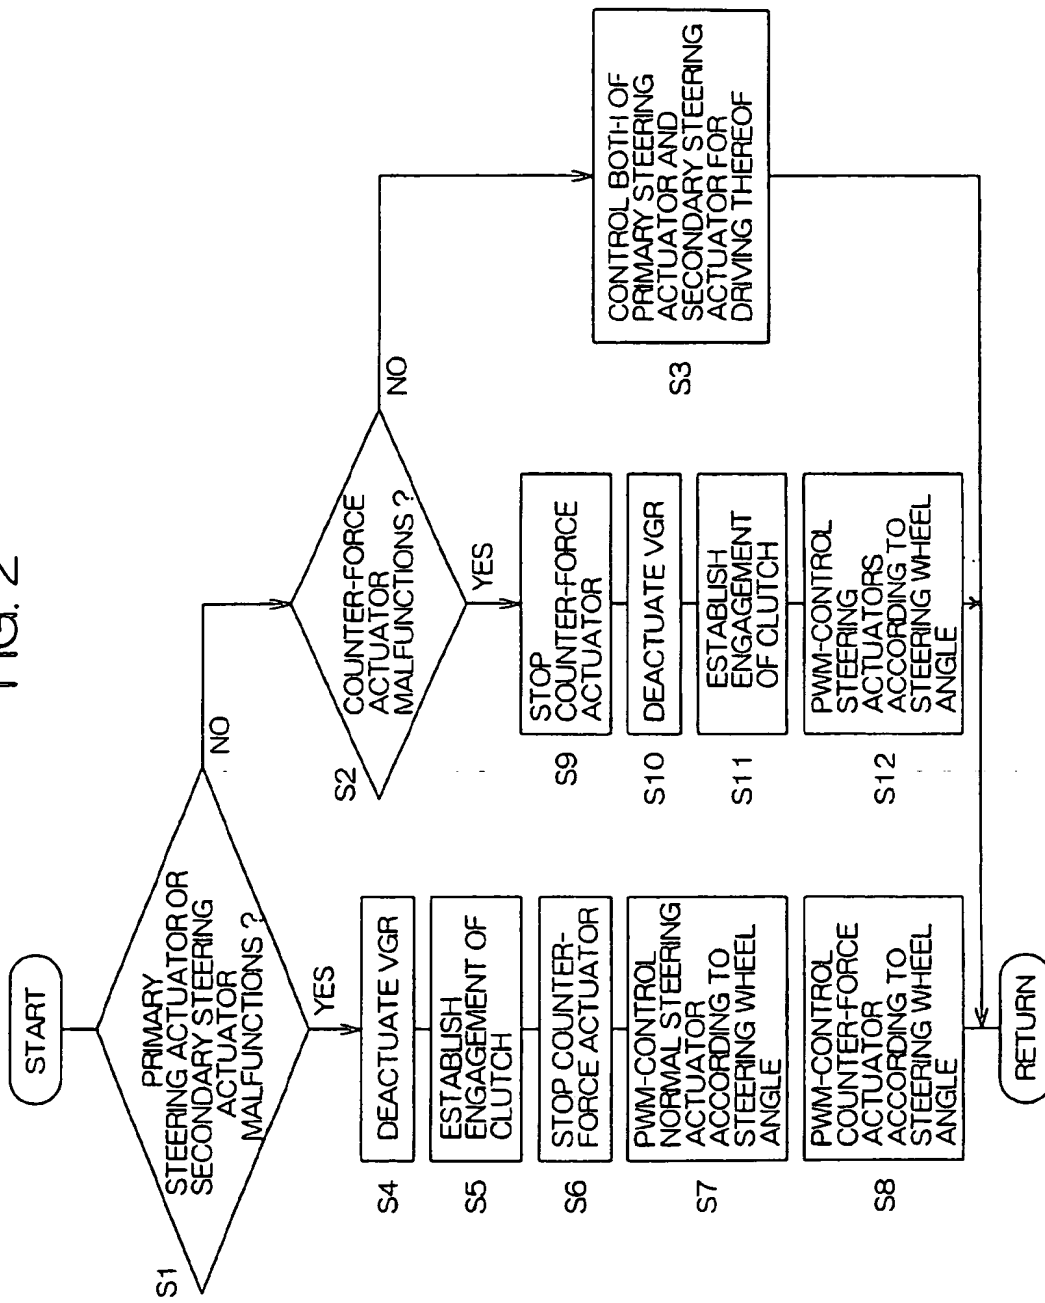 FIG. 2
START
S1
PRIMARY
STEERING ACTUATOR OR
SECONDARY STEERING
ACTUATOR
MALFUNCTIONS ?
NO
YES
S2
COUNTER-FORCE
ACTUATOR
MALFUNCTIONS ?
NO
YES
S4
DEACTUATE VGR
S5
ESTABLISH
ENGAGEMENT OF
CLUTCH
S6
STOP COUNTER-
FORCE ACTUATOR
S7
PWM-CONTROL
NORMAL STEERING
ACTUATOR
ACCORDING TO
STEERING WHEEL
ANGLE
S8
PWM-CONTROL
COUNTER-FORCE
ACTUATOR
ACCORDING TO
STEERING WHEEL
ANGLE
S9
STOP
COUNTER-FORCE
ACTUATOR
S10
DEACTUATE VGR
S11
ESTABLISH
ENGAGEMENT
OF CLUTCH
S12
PWM-CONTROL
STEERING
ACTUATORS
ACCORDING TO
STEERING WHEEL
ANGLE
S3
CONTROL BOTH OF
PRIMARY STEERING
ACTUATOR AND
SECONDARY STEERING
ACTUATOR FOR
DRIVING THEREOF
RETURN